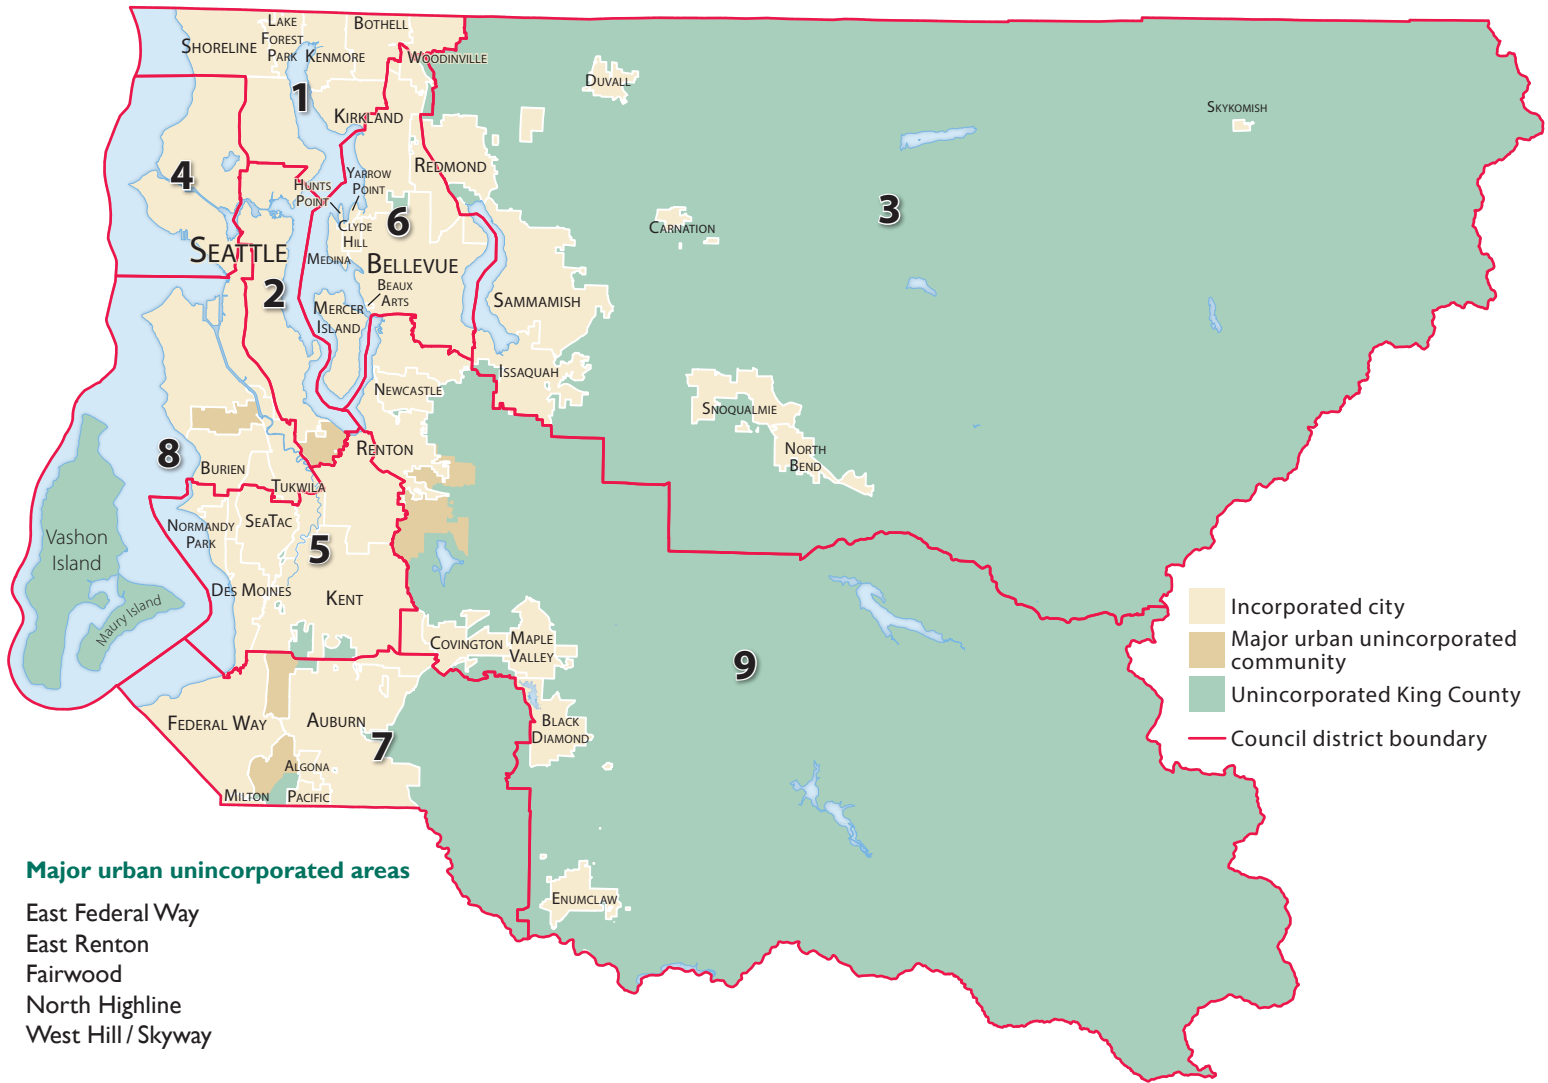 LAKE
FOREST
PARK
BOTHELL
SHORELINE
KENMORE
WOODINVILLE
DUVALL
1
KIRKLAND
SKYKOMISH
4
REDMOND
YARROW
POINT
HUNTS
POINT
3
6
CLYDE
HILL
CARNATION
SEATTLE
MEDINA
BELLEVUE
2
BEAUX
ARTS
MERCER
ISLAND
SAMMAMISH
ISSAQUAH
NEWCASTLE
SNOQUALMIE
NORTH
BEND
8
RENTON
BURIEN
TUKWILA
SEATAC
NORMANDY
PARK
Vashon
Island
5
DES MOINES
KENT
Maury Island
COVINGTON
MAPLE
VALLEY
9
FEDERAL WAY
AUBURN
7
BLACK
DIAMOND
ALGONA
MILTON
PACIFIC
ENUMCLAW
Incorporated city
Major urban unincorporated
community
Unincorporated King County
Council district boundary
Major urban unincorporated areas
East Federal Way
East Renton
Fairwood
North Highline
West Hill / Skyway